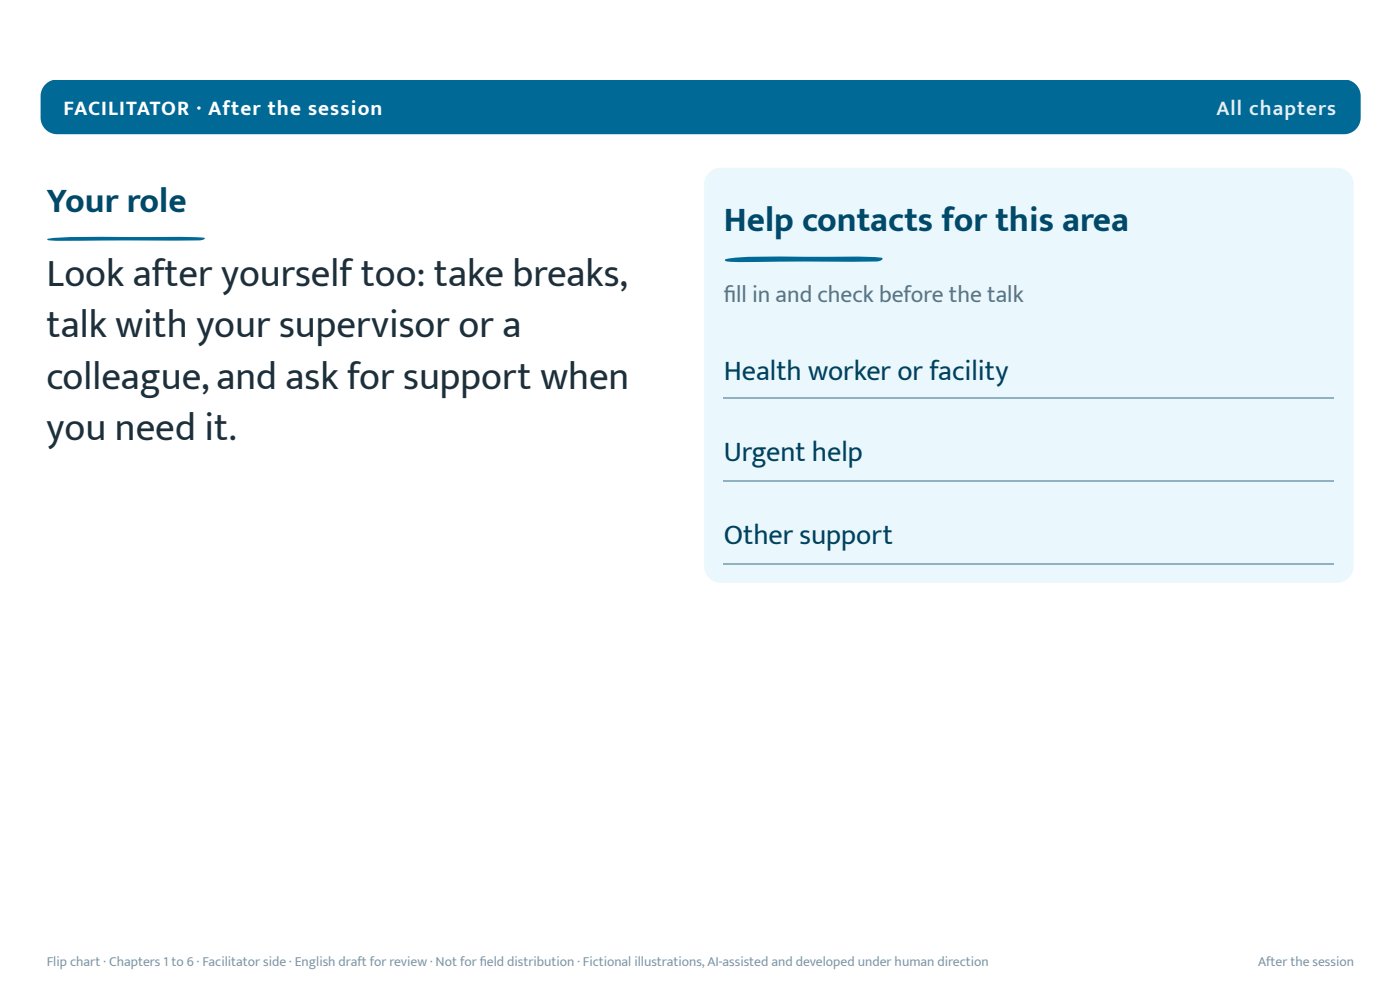 FACILITATOR · After the session
All chapters
Your role
Look after yourself too: take breaks,
talk with your supervisor or a
colleague, and ask for support when
you need it.
Help contacts for this area
fill in and check before the talk
Health worker or facility
Urgent help
Other support
Flip chart · Chapters 1 to 6 · Facilitator side · English draft for review · Not for field distribution · Fictional illustrations, AI-assisted and developed under human direction
After the session